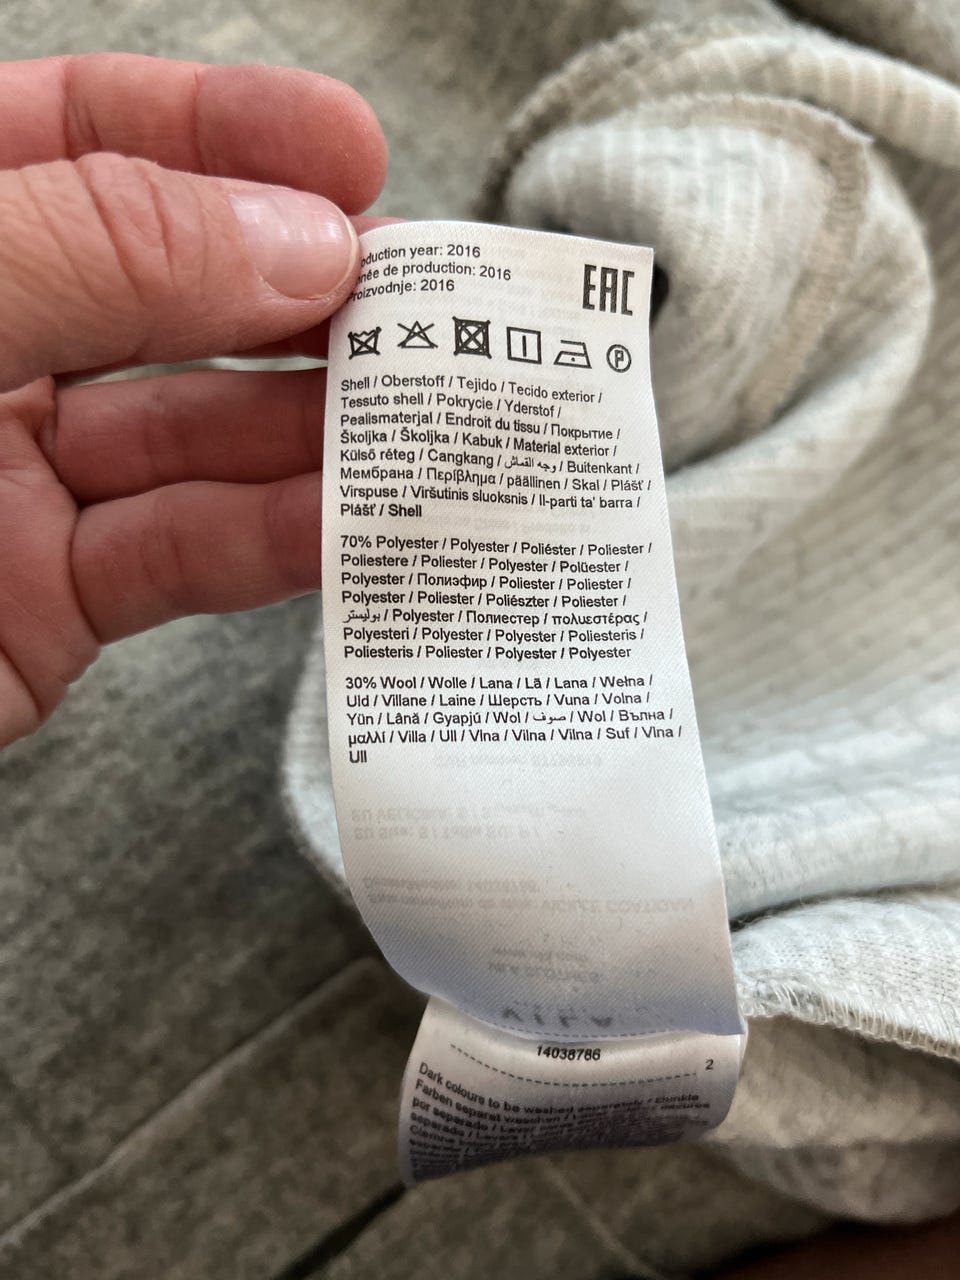 oduction year: 2016
née de production: 2016
Proizvodnje: 2016
EAC
P
Shell / Oberstoff / Tejido / Tecido exterior /
Tessuto shell / Pokrycie / Yderstof /
Pealismaterjal / Endroit du tissu / Покрытие /
Školjka / Školjka / Kabuk / Material exterior /
Külső réteg / Cangkang / وجه القماش / Buitenkant /
Мембрана / Περίβλημα / päällinen / Skal / Plášť /
Virspuse / Viršutinis sluoksnis / Il-parti ta' barra /
Plášť / Shell
70% Polyester / Polyester / Poliéster / Poliester /
Poliestere / Poliester / Polyester / Polüester /
Polyester / Полиэфир / Poliester / Poliester /
Polyester / Poliester / Poliészter / Poliester /
بوليستر / Polyester / Полиестер / πολυεστέρας /
Polyesteri / Polyester / Polyester / Poliesteris /
Poliesteris / Poliester / Polyester / Polyester
30% Wool / Wolle / Lana / Lã / Lana / Wełna /
Uld / Villane / Laine / Шерсть / Vuna / Volna /
Yün / Lână / Gyapjú / Wol / صوف / Wol / Вълна /
μαλλί / Villa / Ull / Vlna / Vilna / Vilna / Suf / Vlna /
Ull
14038786
2
Dark colours to be washed separately / Dunkle
Farben separat waschen /
por separado /
separado /